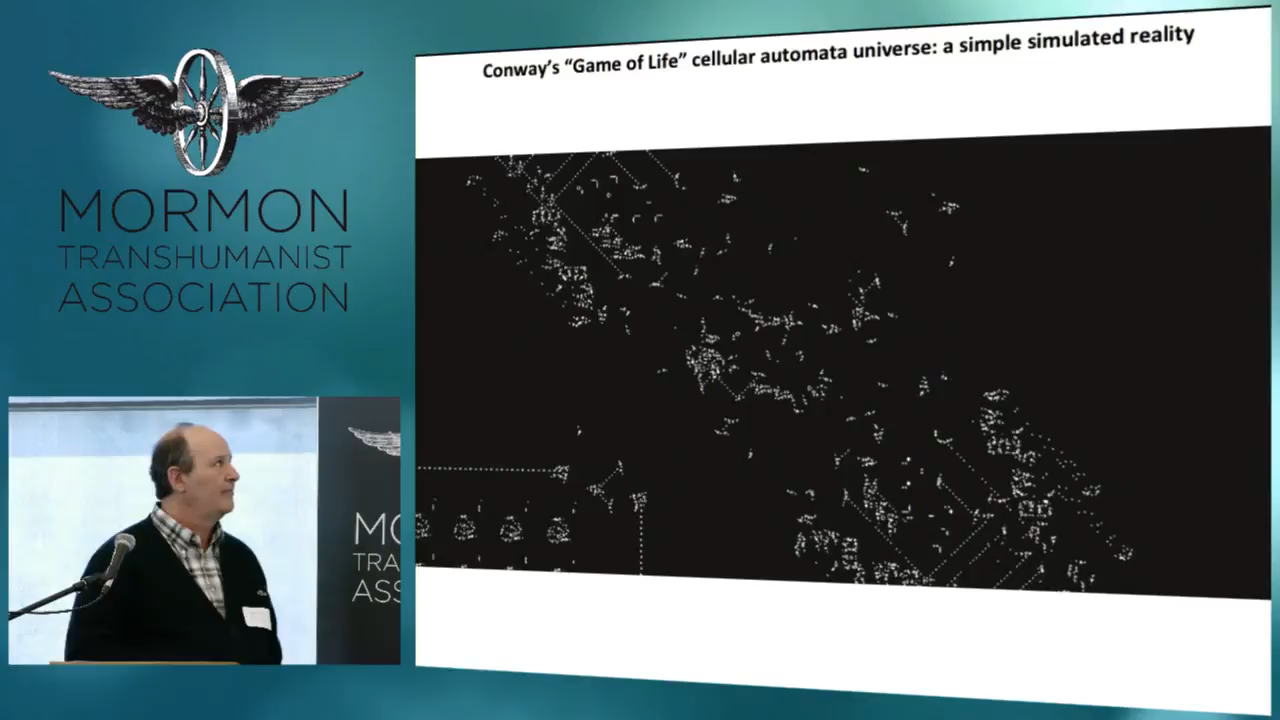 MORMON
TRANSHUMANIST
ASSOCIATION
Conway's “Game of Life” cellular automata universe: a simple simulated reality
MO
TRA
ASS